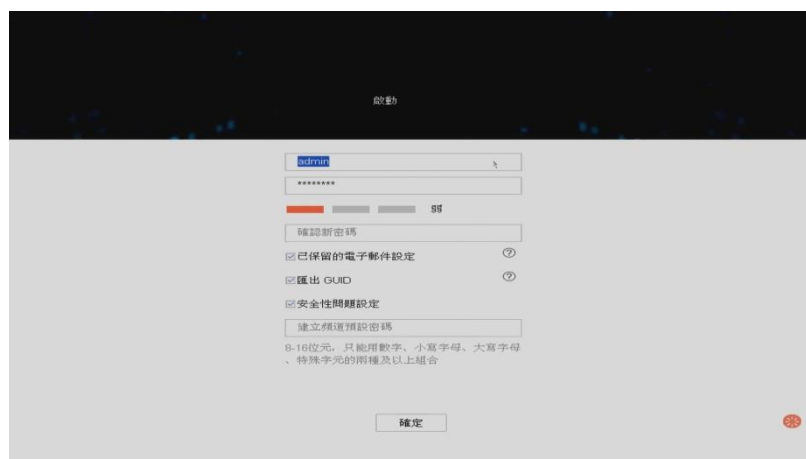 啟動
admin
********
弱
確認新密碼
已保留的電子郵件設定
匯出 GUID
安全性問題設定
建立頻道預設密碼
8-16位元，只能用數字、小寫字母、大寫字母
、特殊字元的兩種及以上組合
確定